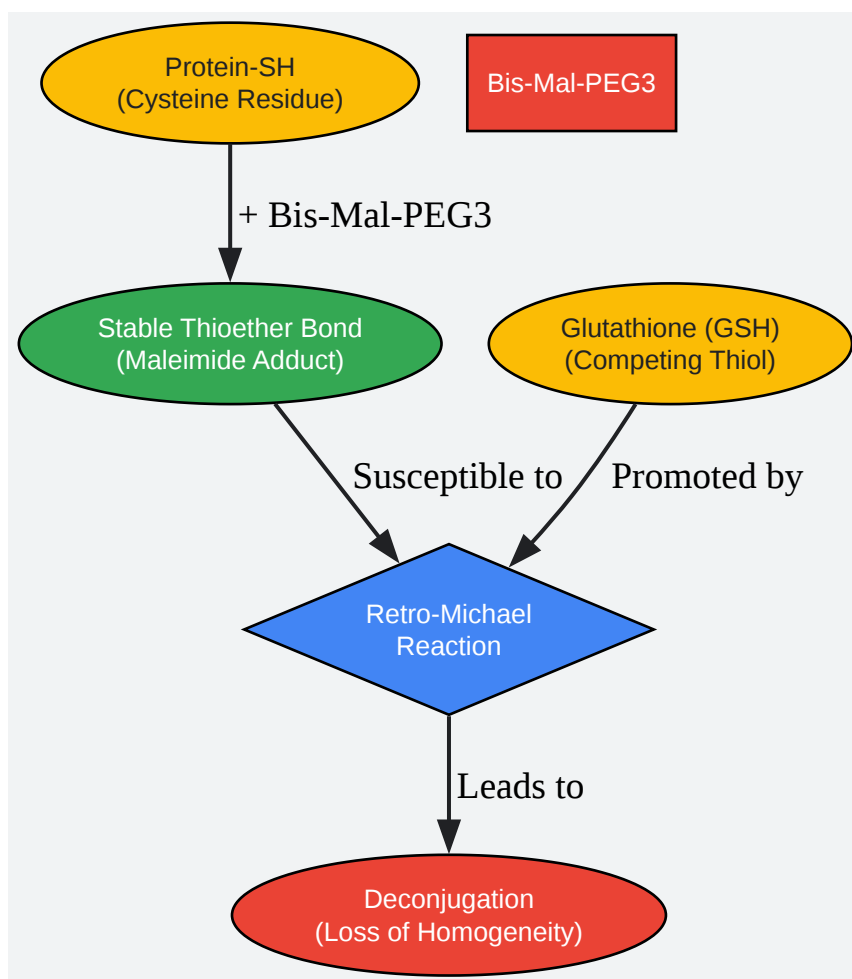 Protein-SH
(Cysteine Residue)
Bis-Mal-PEG3
+ Bis-Mal-PEG3
Stable Thioether Bond
(Maleimide Adduct)
Glutathione (GSH)
(Competing Thiol)
Susceptible to
Promoted by
Retro-Michael
Reaction
Leads to
Deconjugation
(Loss of Homogeneity)